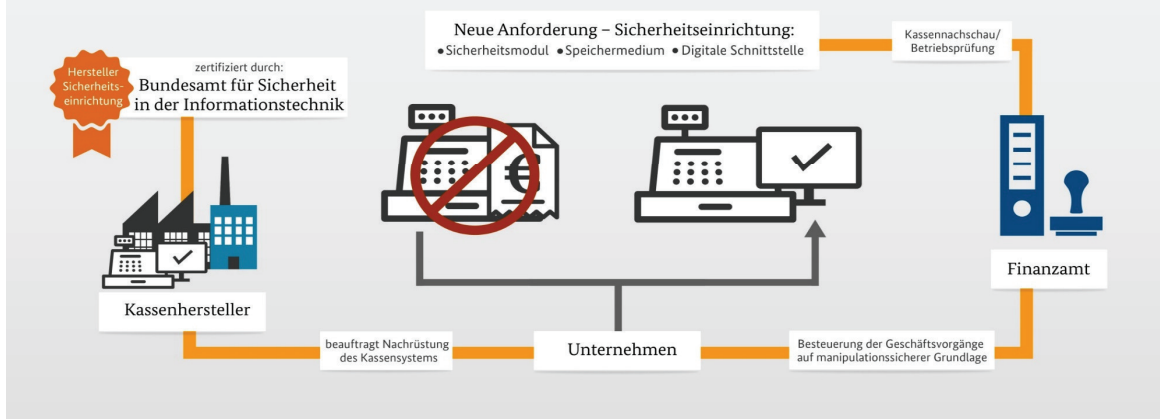 Neue Anforderung – Sicherheitseinrichtung:
• Sicherheitsmodul • Speichermedium • Digitale Schnittstelle
Kassennachschau/
Betriebsprüfung
Hersteller
Sicherheits-
einrichtung
zertifiziert durch:
Bundesamt für Sicherheit
in der Informationstechnik
€
Kassenhersteller
Finanzamt
beauftragt Nachrüstung
des Kassensystems
Unternehmen
Besteuerung der Geschäftsvorgänge
auf manipulationssicherer Grundlage